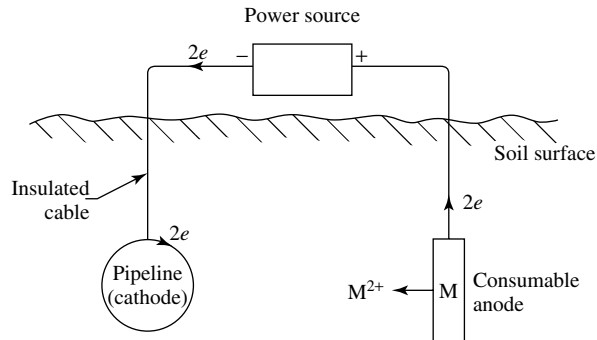 Power source
2e
−
+
Soil surface
Insulated
cable
2e
2e
Pipeline
(cathode)
M²⁺
M
Consumable
anode